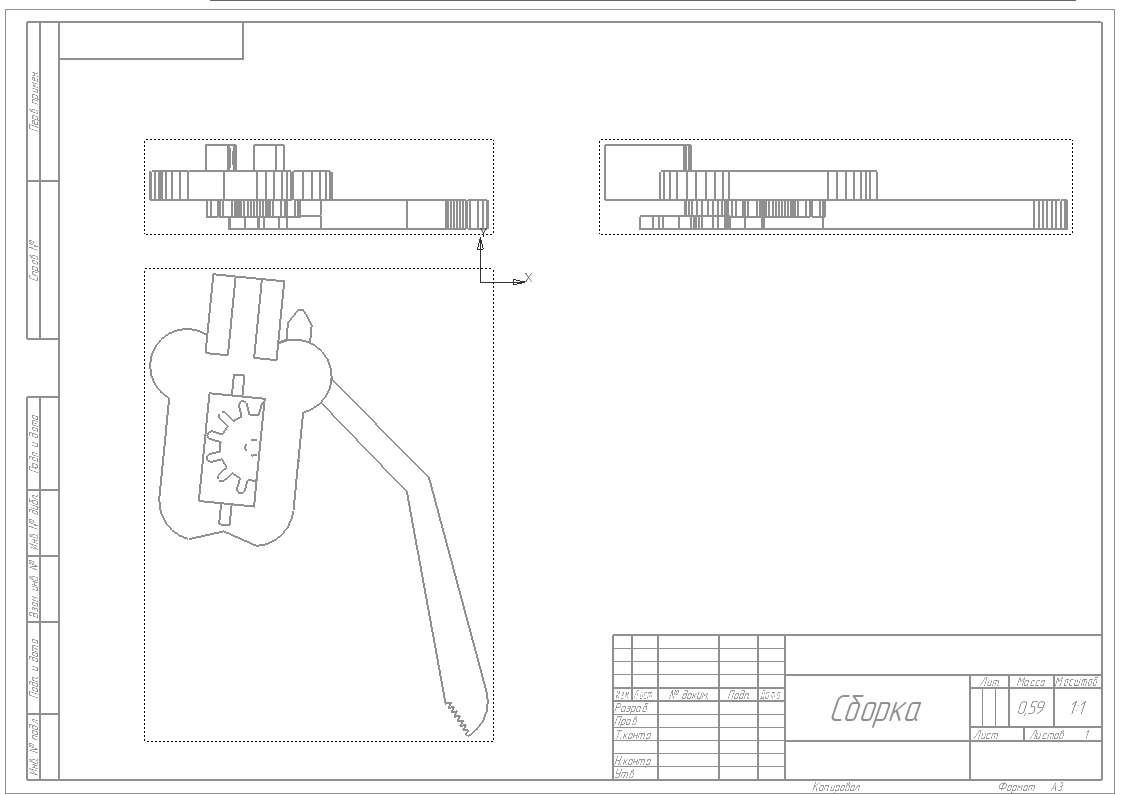 Перв. примен.
Справ. №
Подп. и дата
Инв. № дубл.
Взам. инв. №
Подп. и дата
Инв. № подл.
Y
X
Изм. Лист № докум. Подп. Дата
Разраб.
Пров.
Т.контр.
Н.контр.
Утв.
Сборка
Лит. Масса Масштаб
0,59 1:1
Лист Листов 1
Копировал Формат А3